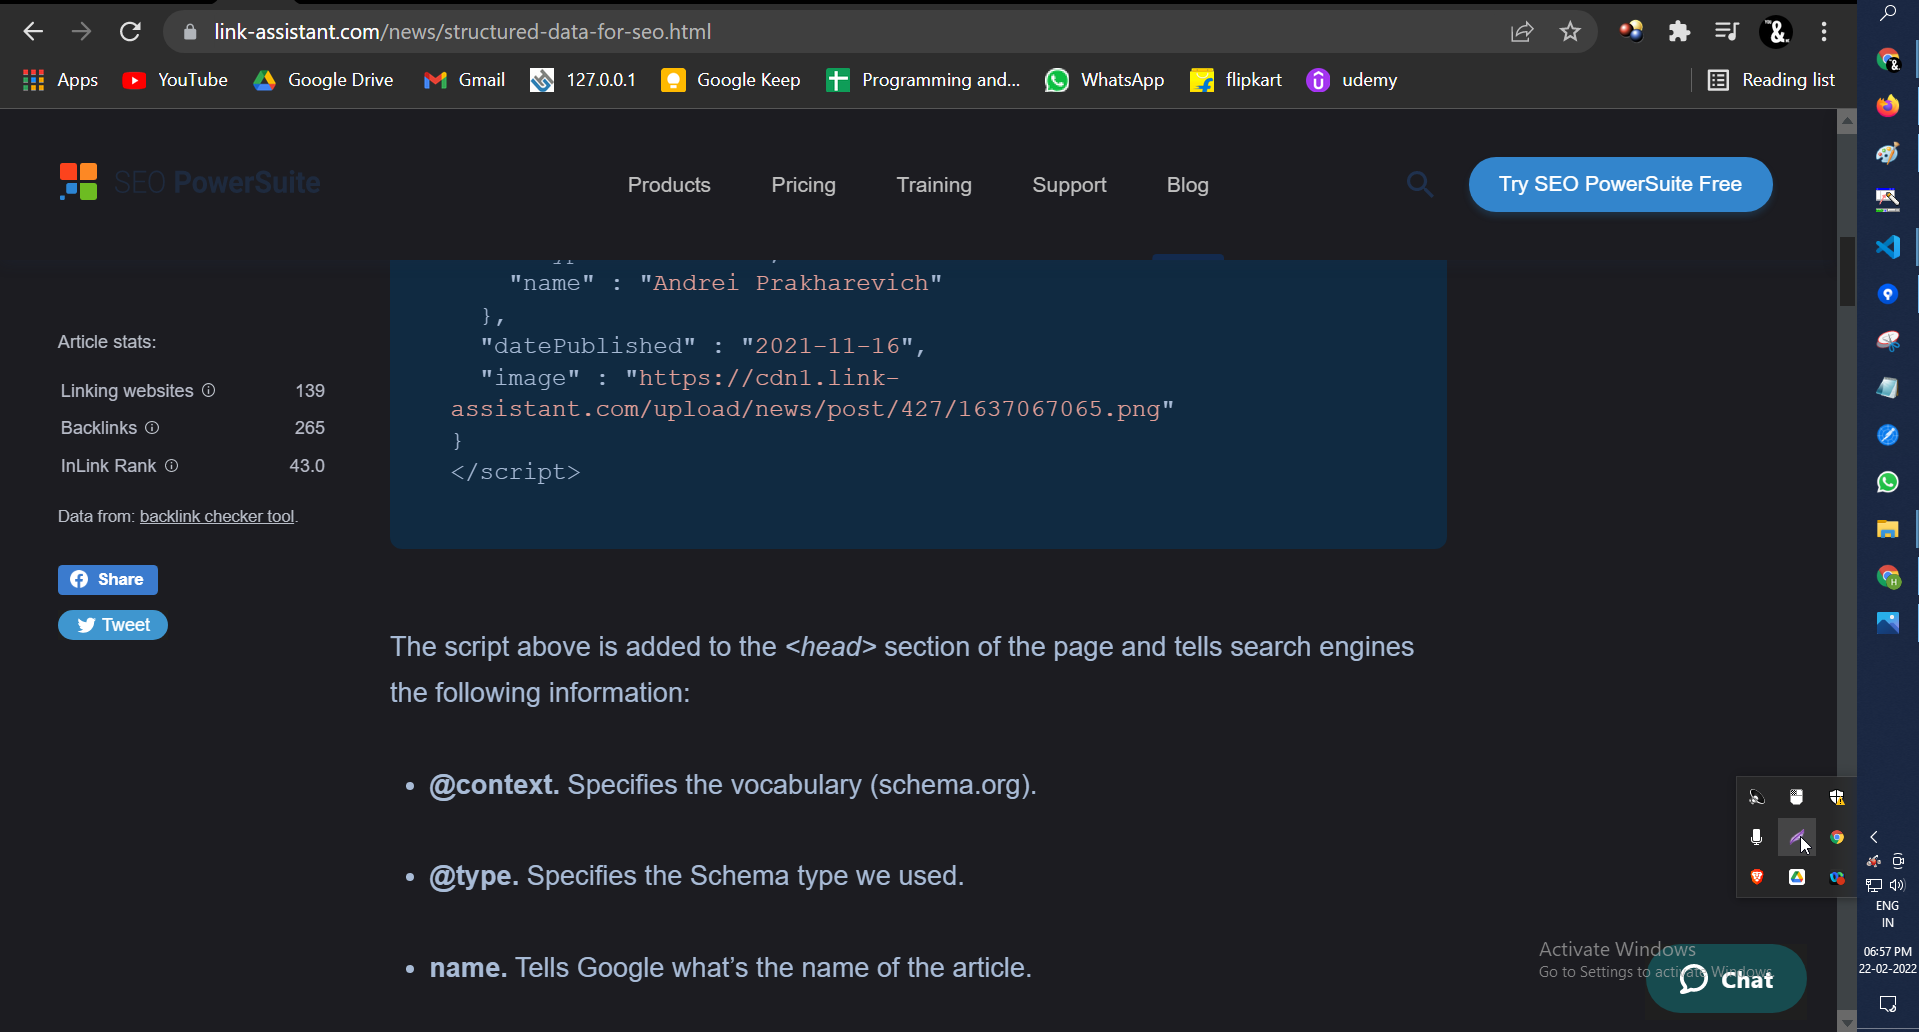 link-assistant.com/news/structured-data-for-seo.html
Apps YouTube Google Drive Gmail 127.0.0.1 Google Keep Programming and... WhatsApp flipkart udemy Reading list
SEO PowerSuite Products Pricing Training Support Blog Try SEO PowerSuite Free
"name" : "Andrei Prakharevich"
},
"datePublished" : "2021-11-16",
"image" : "https://cdn1.link-
assistant.com/upload/news/post/427/1637067065.png"
}
</script>
Article stats:
Linking websites 139
Backlinks 265
InLink Rank 43.0
Data from: backlink checker tool.
Share
Tweet
The script above is added to the <head> section of the page and tells search engines
the following information:
• @context. Specifies the vocabulary (schema.org).
• @type. Specifies the Schema type we used.
• name. Tells Google what’s the name of the article.
Activate Windows
Go to Settings to activate Windows.
Chat
ENG
IN
06:57 PM
22-02-2022